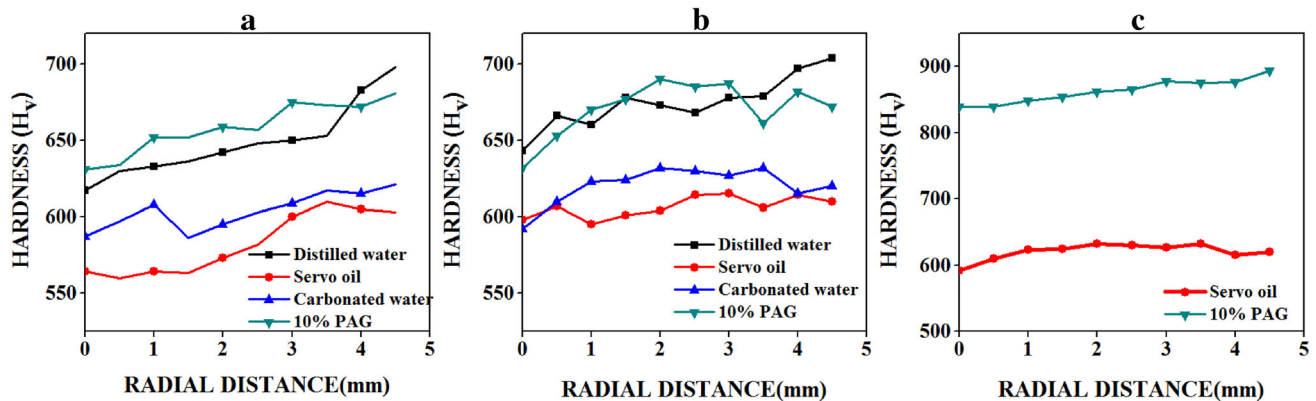 a
HARDNESS (Hv)
700
650
600
550
Distilled water
Servo oil
Carbonated water
10% PAG
0 1 2 3 4 5
RADIAL DISTANCE(mm)
b
HARDNESS (Hv)
700
650
600
550
Distilled water
Servo oil
Carbonated water
10% PAG
0 1 2 3 4 5
RADIAL DISTANCE(mm)
c
HARDNESS (Hv)
900
800
700
600
500
Servo oil
10% PAG
0 1 2 3 4 5
RADIAL DISTANCE(mm)